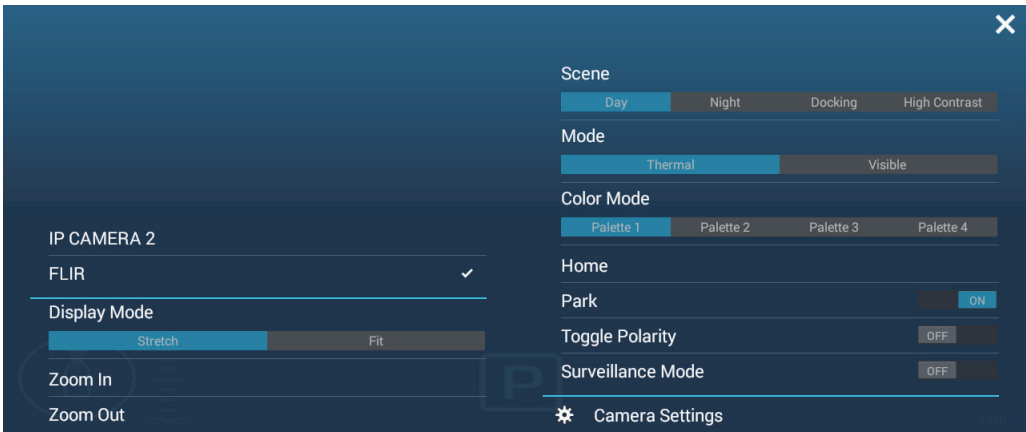 IP CAMERA 2
FLIR
Display Mode
Stretch Fit
Zoom In
Zoom Out
P
Scene
Day Night Docking High Contrast
Mode
Thermal Visible
Color Mode
Palette 1 Palette 2 Palette 3 Palette 4
Home
Park ON
Toggle Polarity OFF
Surveillance Mode OFF
Camera Settings